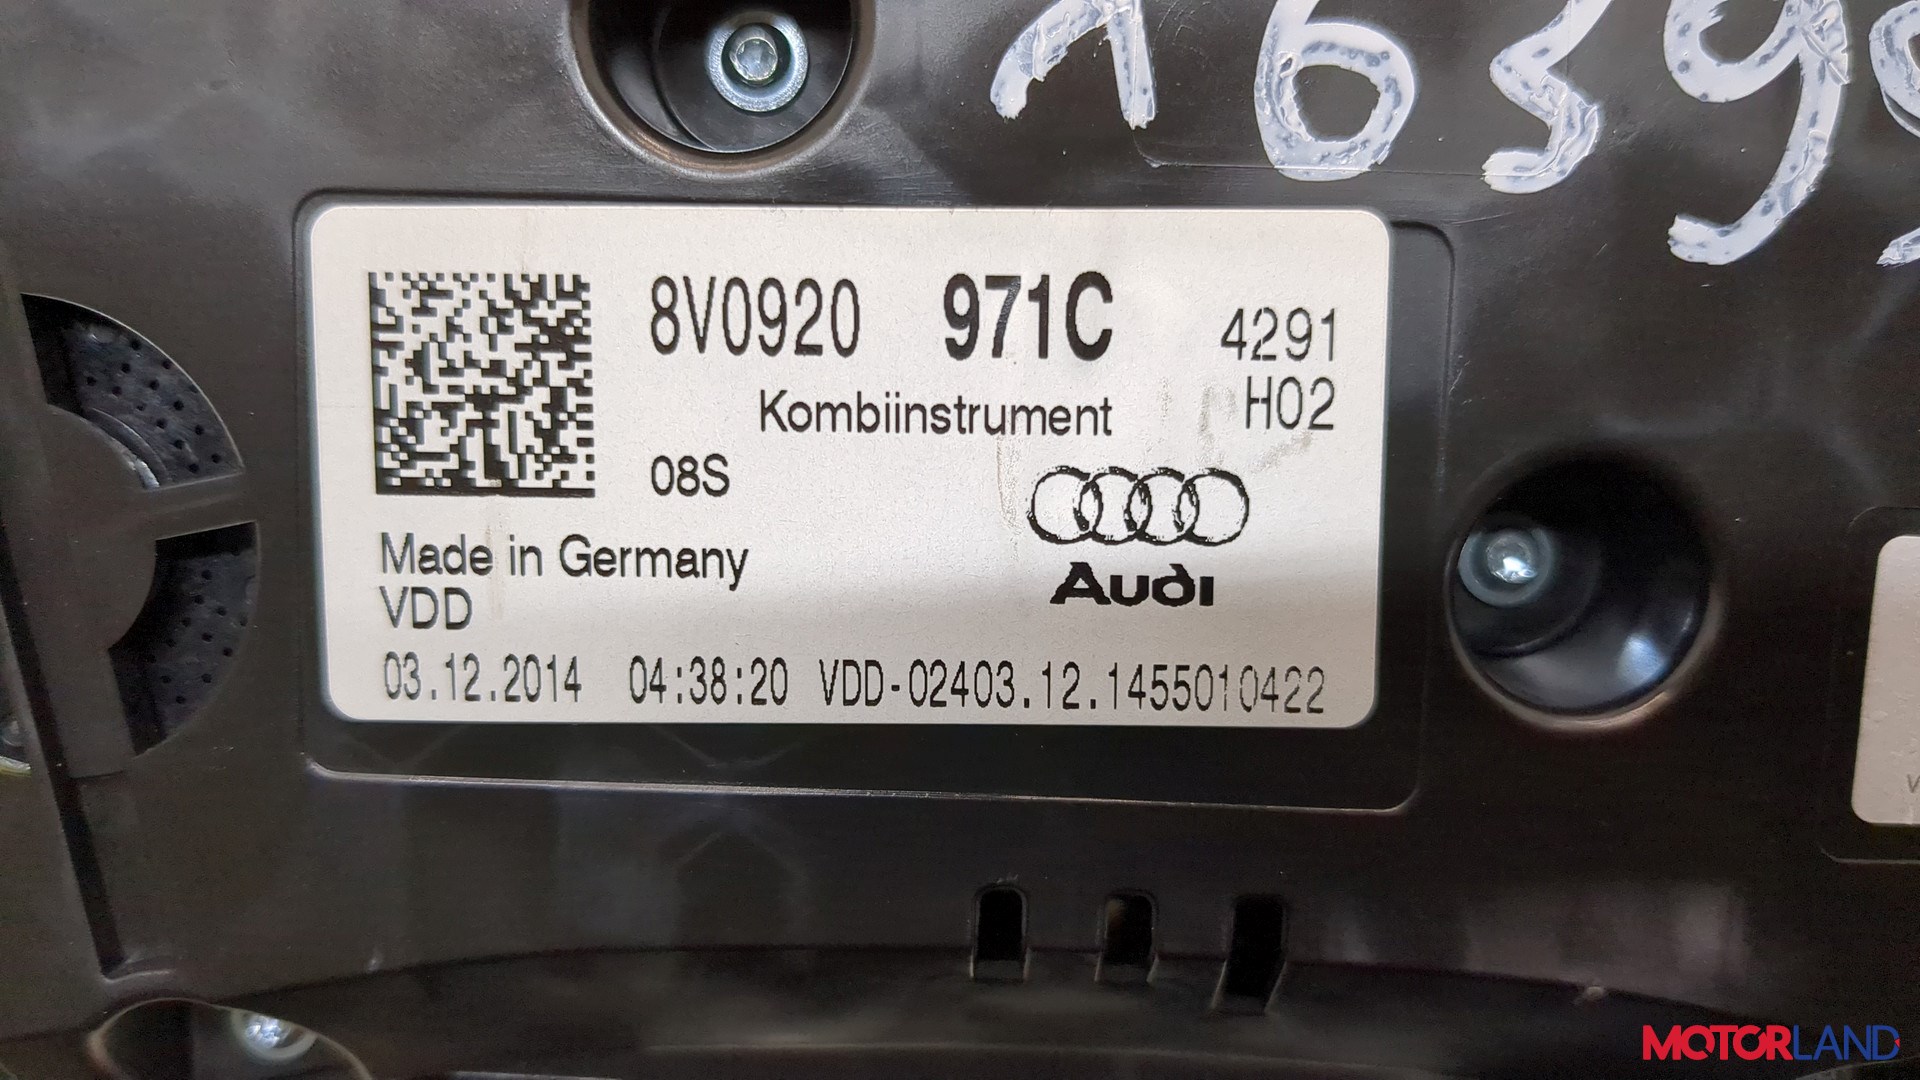 1639
8V0920 971C 4291
Kombiinstrument H02
08S
Audi
Made in Germany
VDD
03.12.2014 04:38:20 VDD-02403.12.1455010422
MOTORLAND